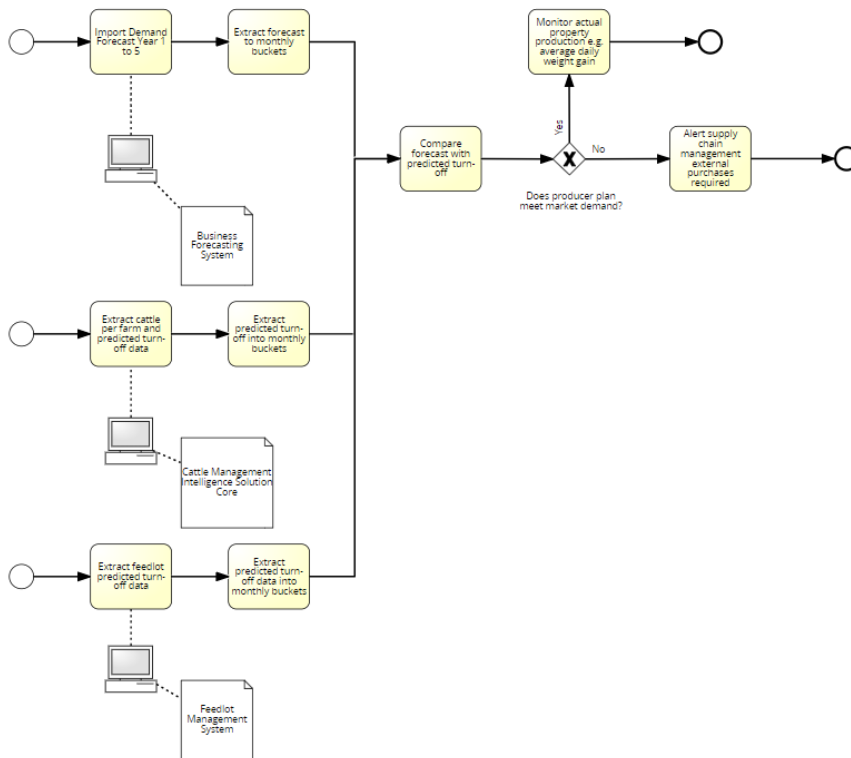 Import Demand
Forecast Year 1
to 5
Extract forecast
to monthly
buckets
Monitor actual
property
production e.g.
average daily
weight gain
Yes
Compare
forecast with
predicted turn-
off
No
Alert supply
chain
management
external
purchases
required
Does producer plan
meet market demand?
Business
Forecasting
System
Extract cattle
per farm and
predicted turn-
off data
Extract
predicted turn-
off into monthly
buckets
Cattle Management
Intelligence Solution
Core
Extract feedlot
predicted turn-
off data
Extract
predicted turn-
off data into
monthly buckets
Feedlot
Management
System